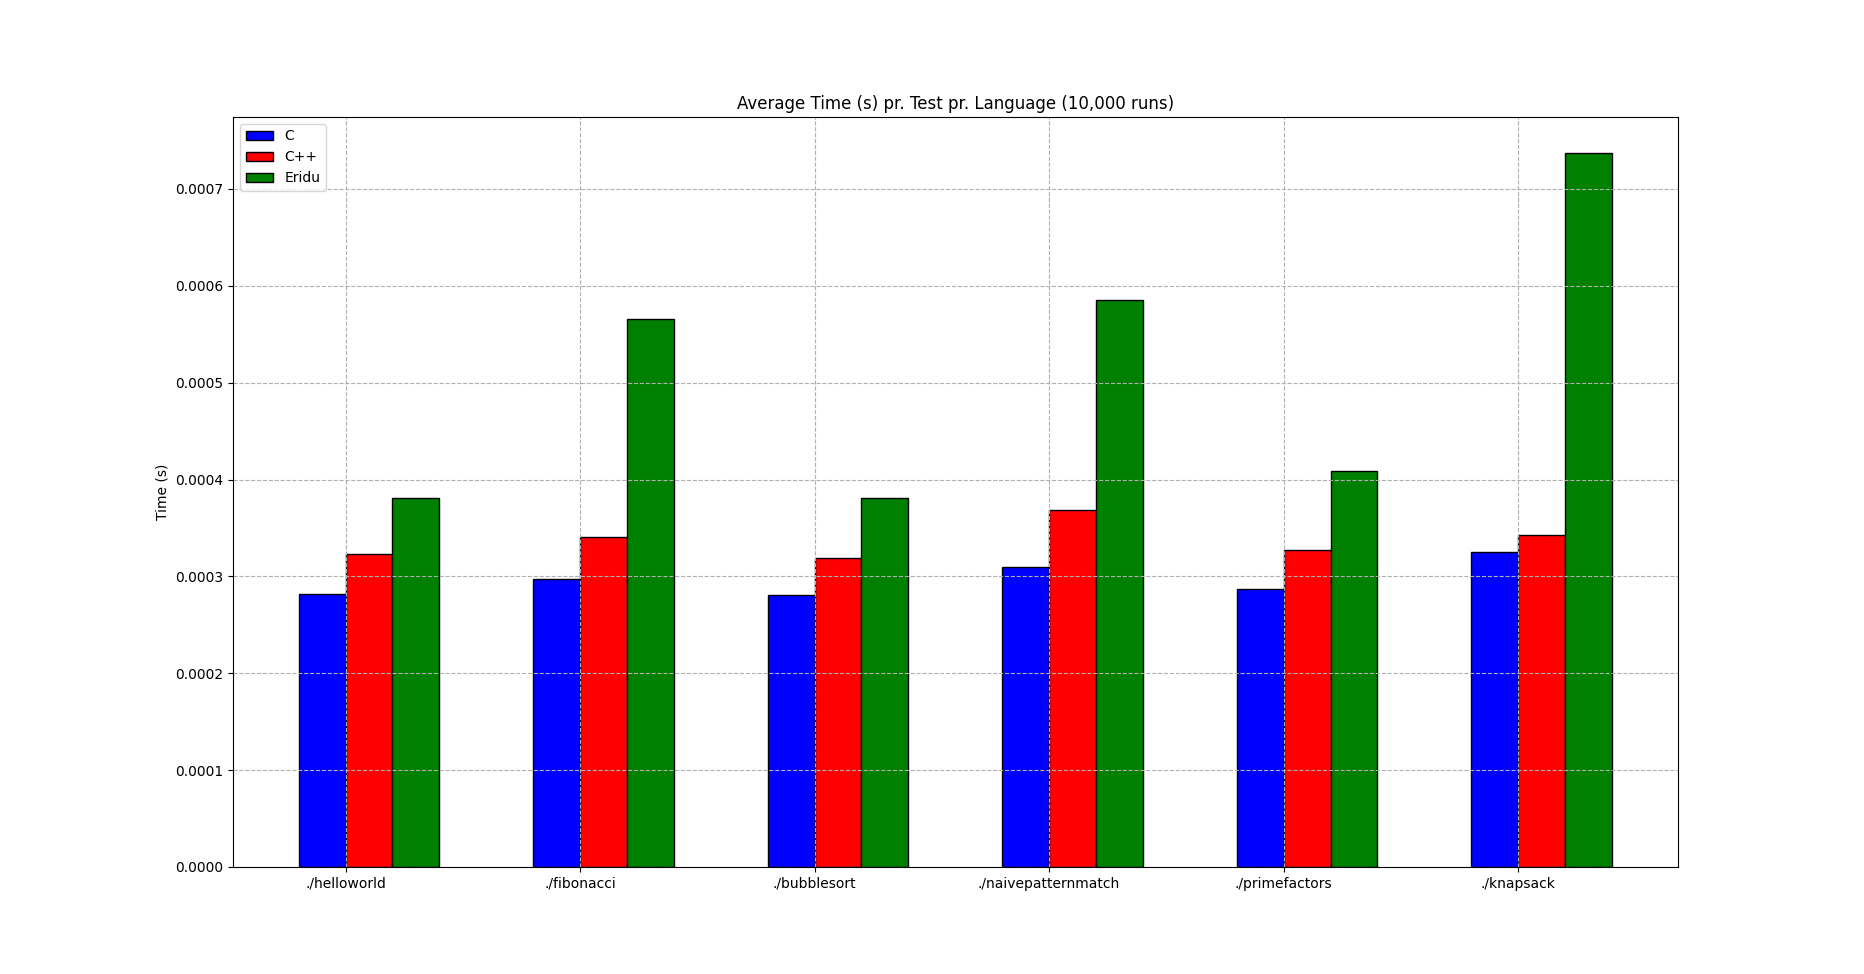 Average Time (s) pr. Test pr. Language (10,000 runs)
C
C++
Eridu
0.0007
0.0006
0.0005
0.0004
0.0003
0.0002
0.0001
0.0000
Time (s)
./helloworld ./fibonacci ./bubblesort ./naivepatternmatch ./primefactors ./knapsack